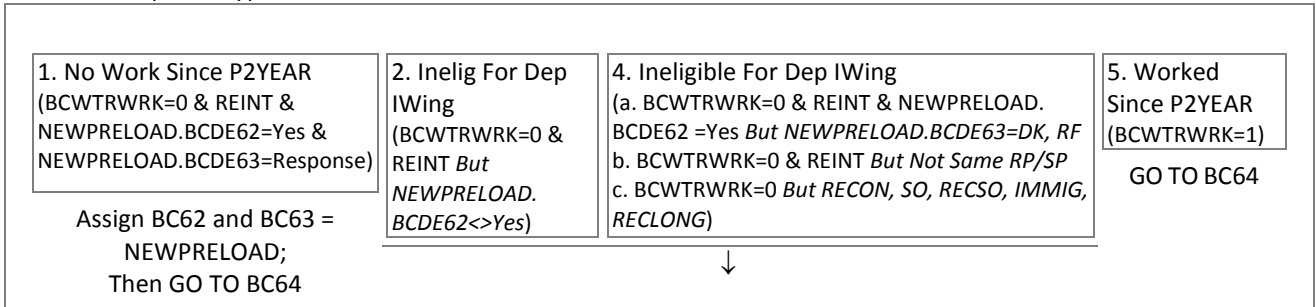 1. No Work Since P2YEAR
(BCWTRWRK=0 & REINT &
NEWPRELOAD.BCDE62=Yes &
NEWPRELOAD.BCDE63=Response)
Assign BC62 and BC63 =
NEWPRELOAD;
Then GO TO BC64
2. Inelig For Dep
IWing
(BCWTRWRK=0 &
REINT But
NEWPRELOAD.
BCDE62<>Yes)
4. Ineligible For Dep IWing
(a. BCWTRWRK=0 & REINT & NEWPRELOAD.
BCDE62 =Yes But NEWPRELOAD.BCDE63=DK, RF
b. BCWTRWRK=0 & REINT But Not Same RP/SP
c. BCWTRWRK=0 But RECON, SO, RECSO, IMMIG,
RECLONG)
↓
5. Worked
Since P2YEAR
(BCWTRWRK=1)
GO TO BC64